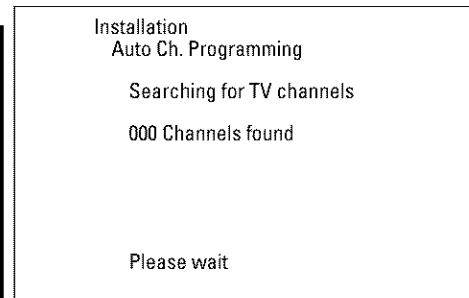 Installation
Auto Ch. Programming
Searching for TV channels
000 Channels found
Please wait